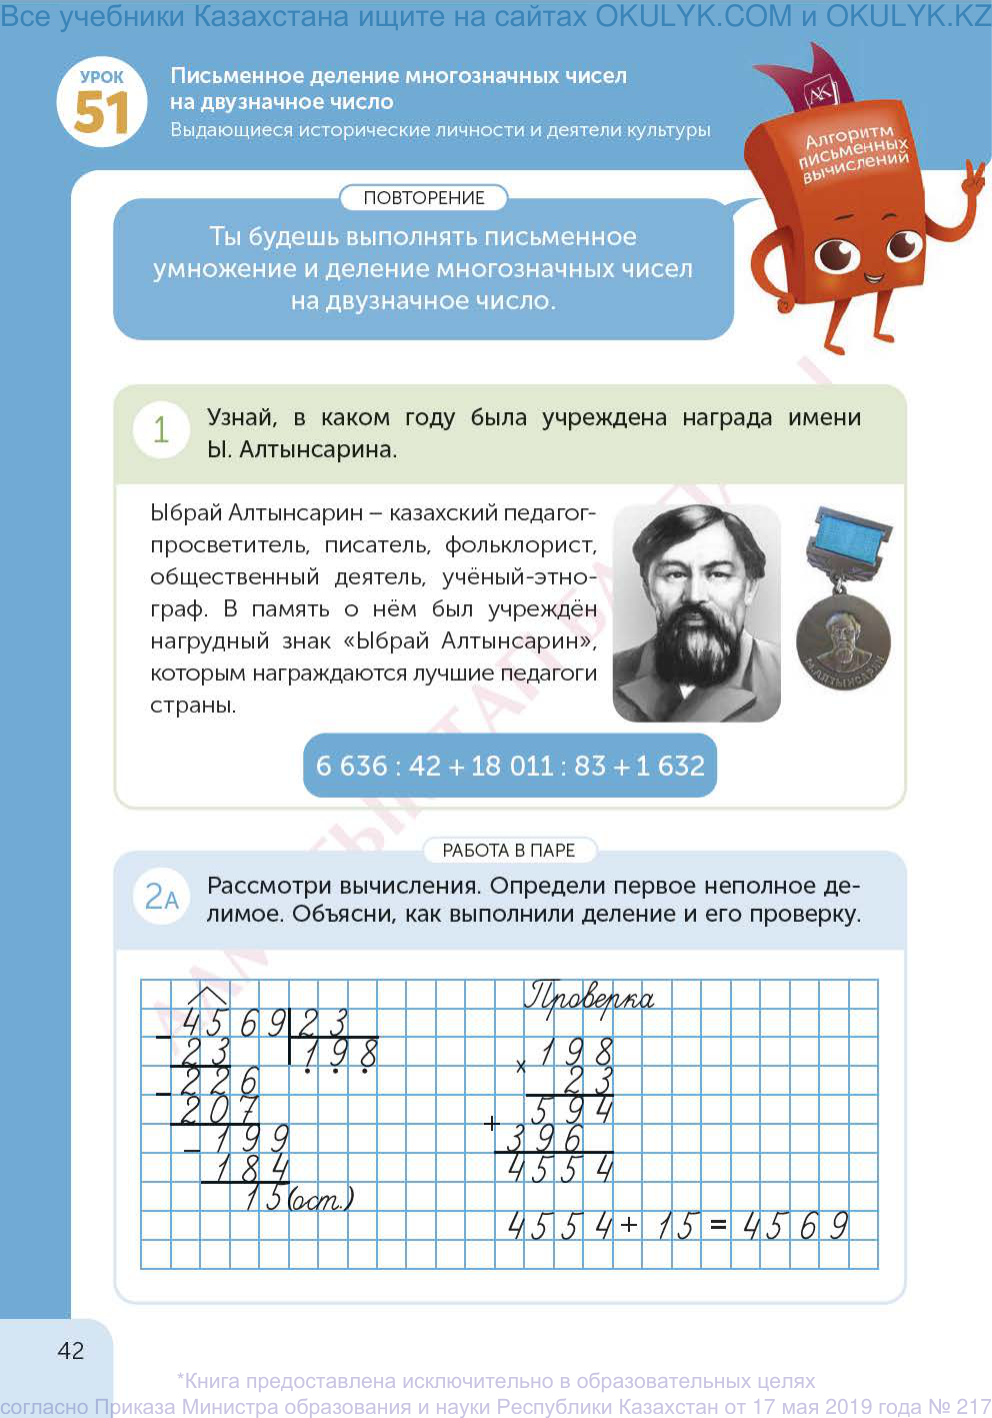 Все учебники Казахстана ищите на сайтах OKULYK.COM и OKULYK.KZ
УРОК
51
Письменное деление многозначных чисел
на двузначное число
Выдающиеся исторические личности и деятели культуры
АК
Алгоритм
письменных
вычислений
ПОВТОРЕНИЕ
Ты будешь выполнять письменное
умножение и деление многозначных чисел
на двузначное число.
1
Узнай, в каком году была учреждена награда имени
Ы. Алтынсарина.
Ыбрай Алтынсарин – казахский педагог-
просветитель, писатель, фольклорист,
общественный деятель, учёный-этно-
граф. В память о нём был учреждён
нагрудный знак «Ыбрай Алтынсарин»,
которым награждаются лучшие педагоги
страны.
6 636 : 42 + 18 011 : 83 + 1 632
РАБОТА В ПАРЕ
2А
Рассмотри вычисления. Определи первое неполное де-
лимое. Объясни, как выполнили деление и его проверку.
- 4569 23
23 198
- 226
207
- 199
184
15 (ост.)
Проверка
× 198
23
+ 594
396
4554
4554 + 15 = 4569
42
*Книга предоставлена исключительно в образовательных целях
согласно Приказа Министра образования и науки Республики Казахстан от 17 мая 2019 года № 217